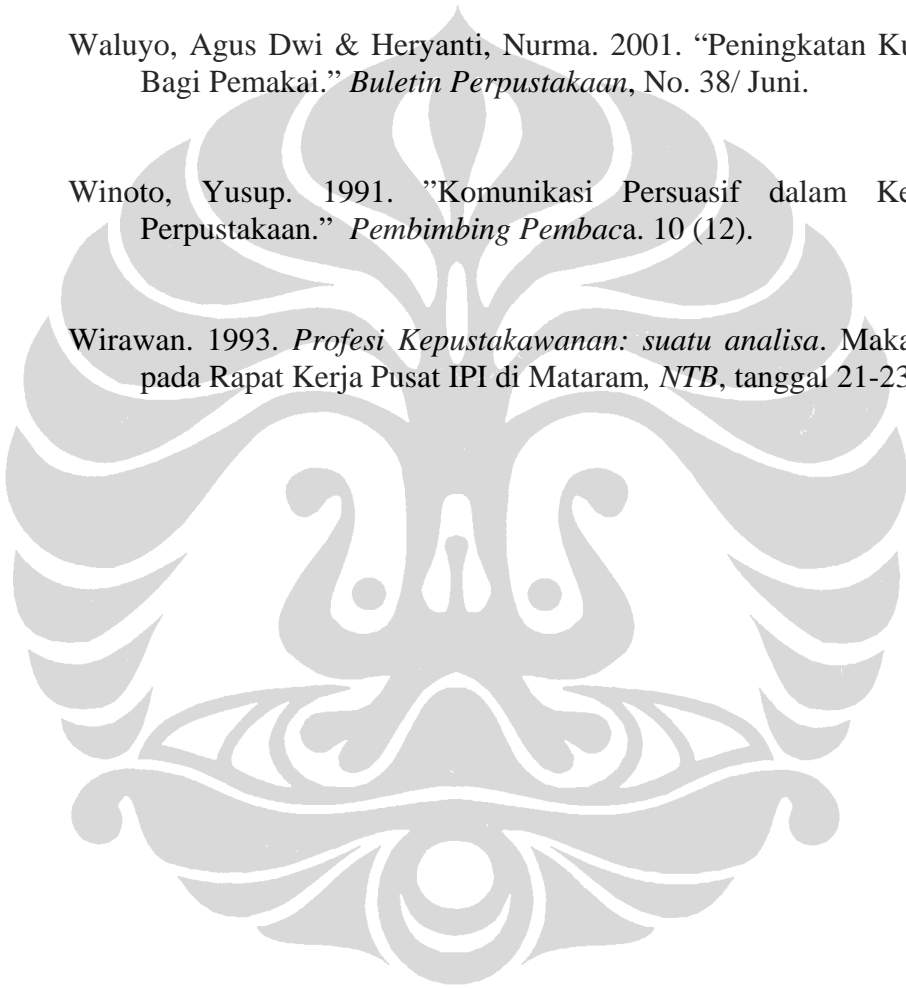 Waluyo, Agus Dwi & Heryanti, Nurma. 2001. “Peningkatan Ku
Bagi Pemakai.” Buletin Perpustakaan, No. 38/ Juni.
Winoto, Yusup. 1991. ”Komunikasi Persuasif dalam Ke
Perpustakaan.” Pembimbing Pembaca. 10 (12).
Wirawan. 1993. Profesi Kepustakawanan: suatu analisa. Maka
pada Rapat Kerja Pusat IPI di Mataram, NTB, tanggal 21-23